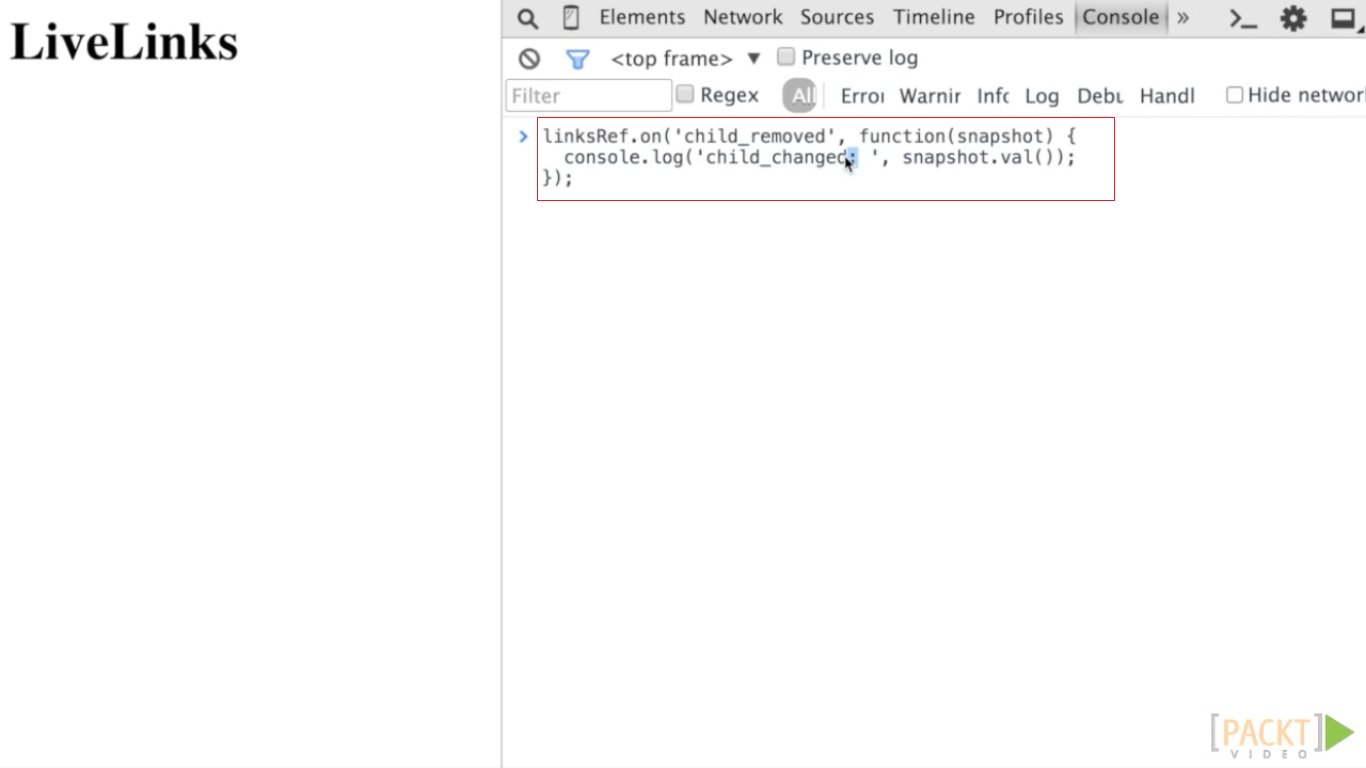 LiveLinks
Elements Network Sources Timeline Profiles Console »
<top frame> ▼ Preserve log
Filter Regex All Erroı Warnir Infc Log Debu Handl Hide networ
> linksRef.on('child_removed', function(snapshot) {
console.log('child_changed: ', snapshot.val());
});
[PACKT]
VIDEO